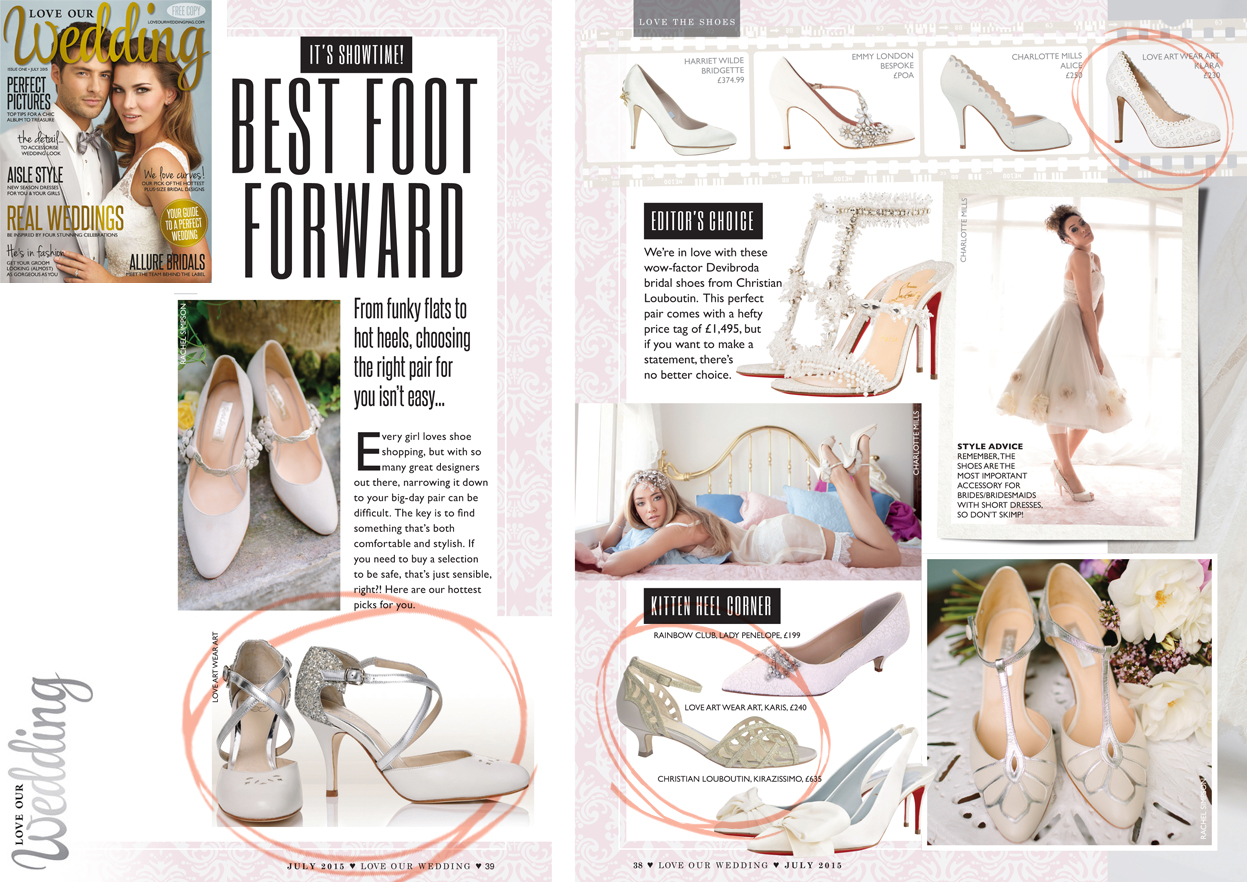 FREE COPY
LOVEOURWEDDINGMAG.COM
LOVE OUR
Wedding
ISSUE ONE • JULY 2015
PERFECT
PICTURES
TOP TIPS FOR A CHIC
ALBUM TO TREASURE
the detail...
TO ACCESSORISE
WEDDING LOOK
AISLE STYLE
NEW SEASON DRESSES
FOR YOU & YOUR GIRLS
We love curves!
OUR PICK OF THE HOTTEST
PLUS-SIZE BRIDAL DESIGNS
REAL WEDDINGS
BE INSPIRED BY FOUR STUNNING CELEBRATIONS
YOUR GUIDE
TO A PERFECT
WEDDING
He's in fashion
GET YOUR GROOM
LOOKING (ALMOST)
AS GORGEOUS AS YOU
ALLURE BRIDALS
MEET THE TEAM BEHIND THE LABEL
IT'S SHOWTIME!
BEST FOOT
FORWARD
RACHEL SIMPSON
From funky flats to
hot heels, choosing
the right pair for
you isn't easy...
Every girl loves shoe
shopping, but with so
many great designers
out there, narrowing it down
to your big-day pair can be
difficult. The key is to find
something that's both
comfortable and stylish. If
you need to buy a selection
to be safe, that's just sensible,
right?! Here are our hottest
picks for you.
LOVE ART WEAR ART
LOVE OUR
Wedding
JULY 2015 ♥ LOVE OUR WEDDING ♥ 39
LOVE THE SHOES
HARRIET WILDE
BRIDGETTE
£374.99
EMMY LONDON
BESPOKE
£POA
CHARLOTTE MILLS
ALICE
£250
LOVE ART WEAR ART
KLARA
£230
EDITOR'S CHOICE
We're in love with these
wow-factor Devibroda
bridal shoes from Christian
Louboutin. This perfect
pair comes with a hefty
price tag of £1,495, but
if you want to make a
statement, there's
no better choice.
CHARLOTTE MILLS
STYLE ADVICE
REMEMBER, THE
SHOES ARE THE
MOST IMPORTANT
ACCESSORY FOR
BRIDES/BRIDESMAIDS
WITH SHORT DRESSES,
SO DON'T SKIMP!
CHARLOTTE MILLS
KITTEN HEEL CORNER
RAINBOW CLUB, LADY PENELOPE, £199
LOVE ART WEAR ART, KARIS, £240
CHRISTIAN LOUBOUTIN, KIRAZISSIMO, £635
RACHEL SIMPSON
38 ♥ LOVE OUR WEDDING ♥ JULY 2015